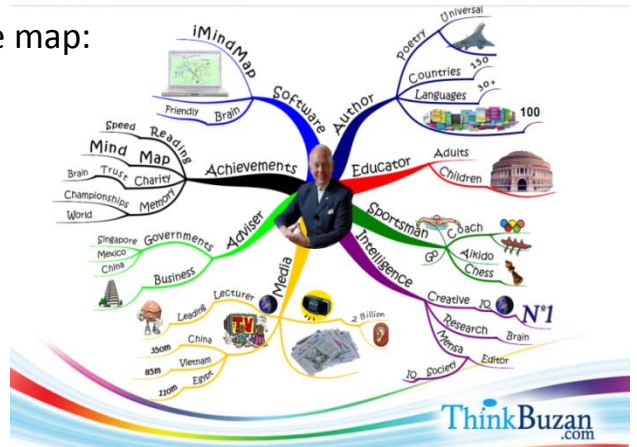 e map:
iMindMap
Friendly Brain
Software
Author
Poetry
Universal
Countries 150
Languages 30+
100
Educator
Adults
Children
Sportsman
Coach
Go
Aikido
Chess
Intelligence
Creative IQ Nº1
Research Brain
Mensa
Editor
IQ Society
Media
2 Billion
Lecturer
Leading
TV
350m China
85m Vietnam
110m Egypt
Adviser
Governments
Singapore
Mexico
China
Business
Achievements
Speed Reading
Mind Map
Brain Trust Charity
Memory
Championships
World
ThinkBuzan
.com